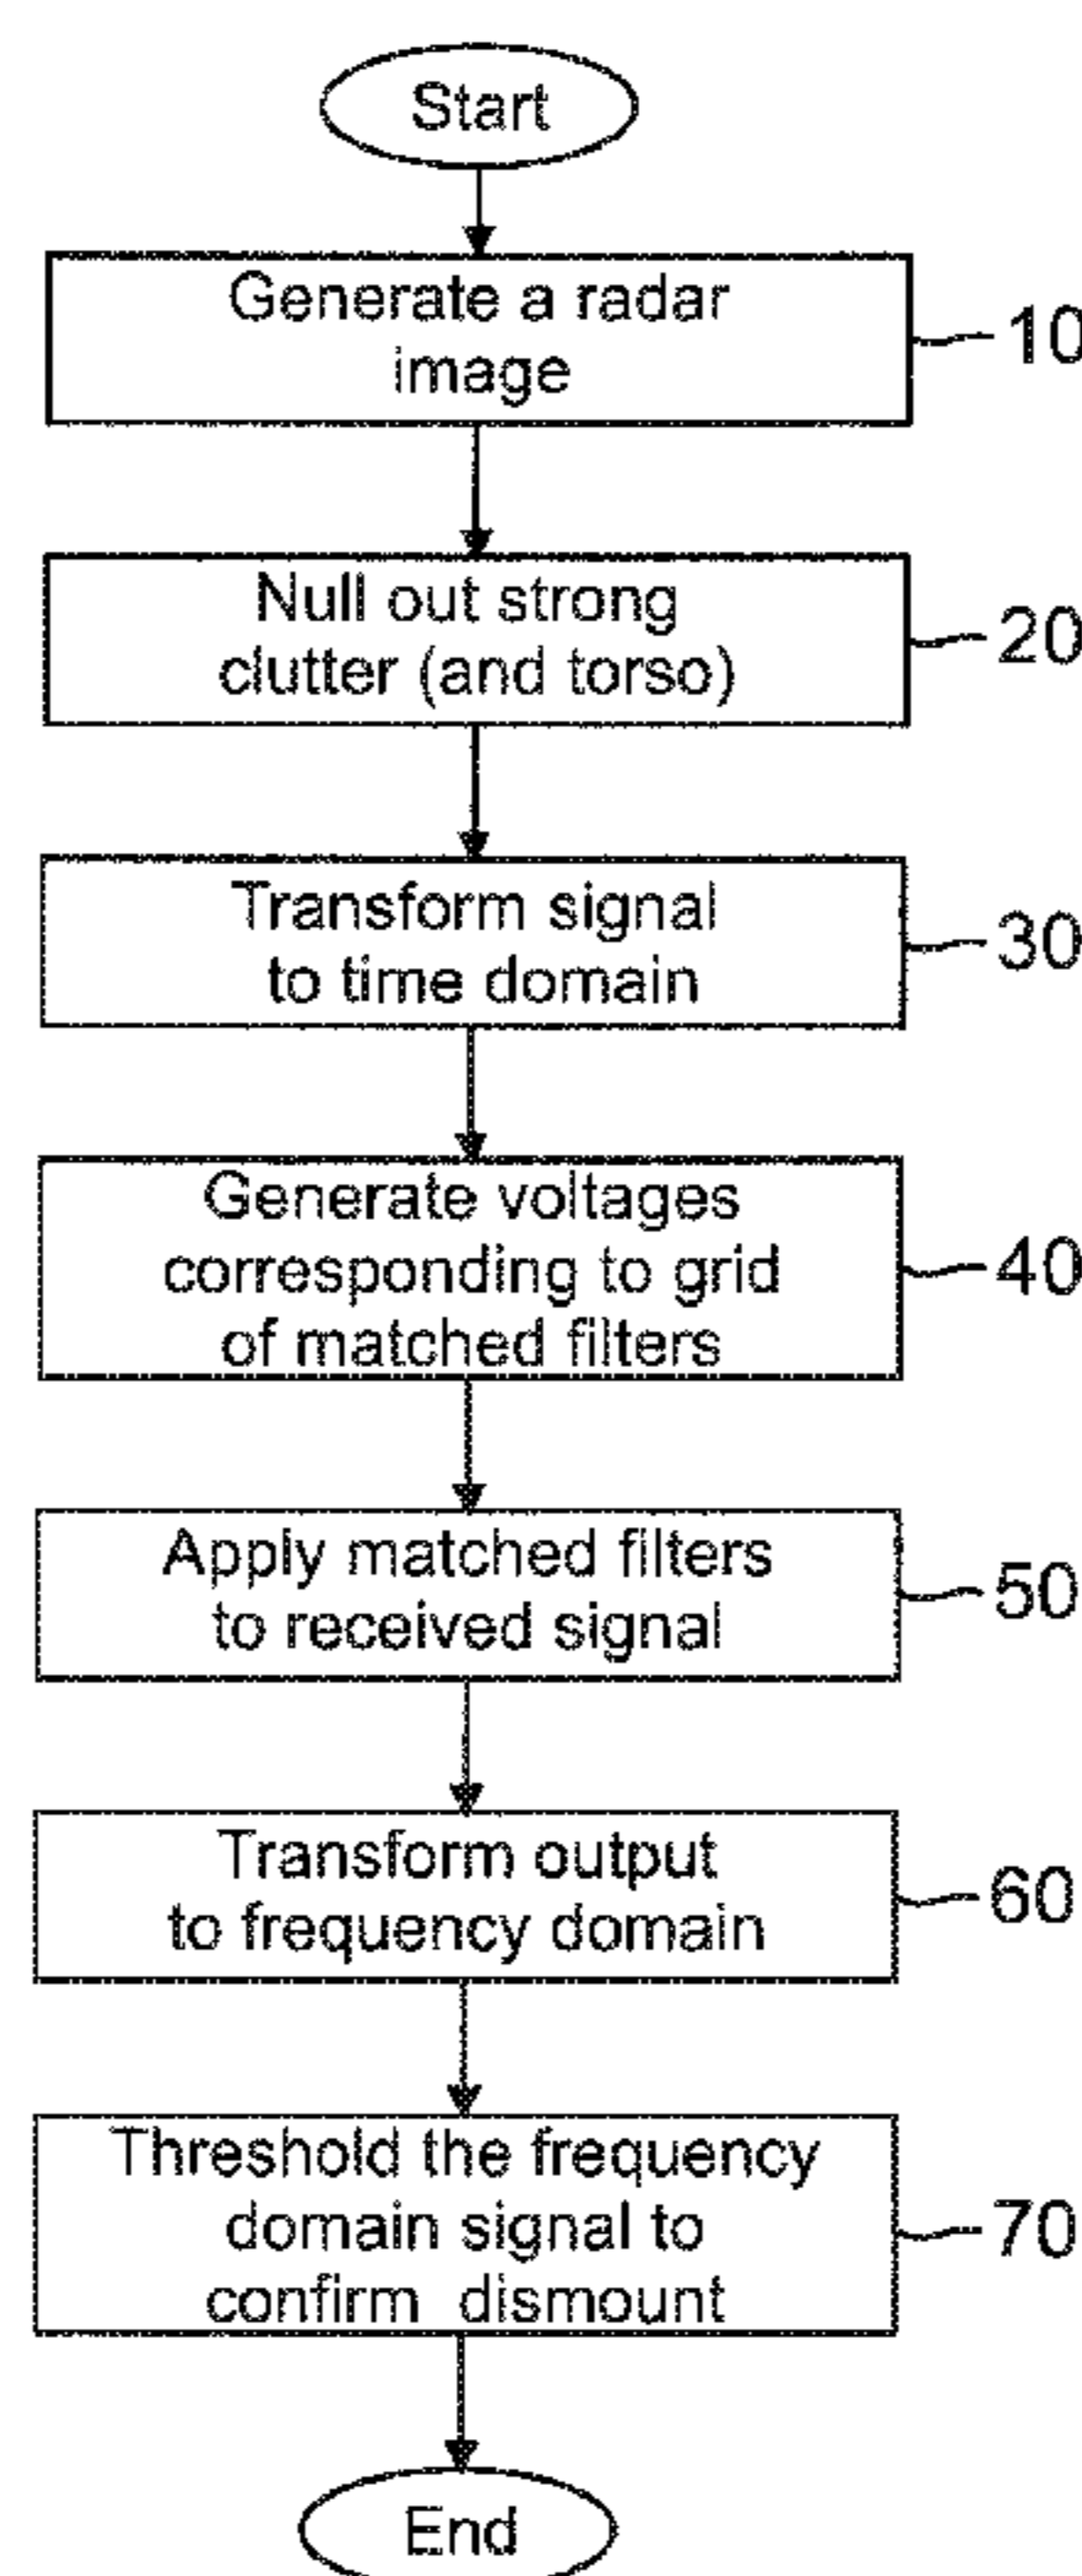 Start
Generate a radar
image
10
Null out strong
clutter (and torso)
20
Transform signal
to time domain
30
Generate voltages
corresponding to grid
of matched filters
40
Apply matched filters
to received signal
50
Transform output
to frequency domain
60
Threshold the frequency
domain signal to
confirm dismount
70
End